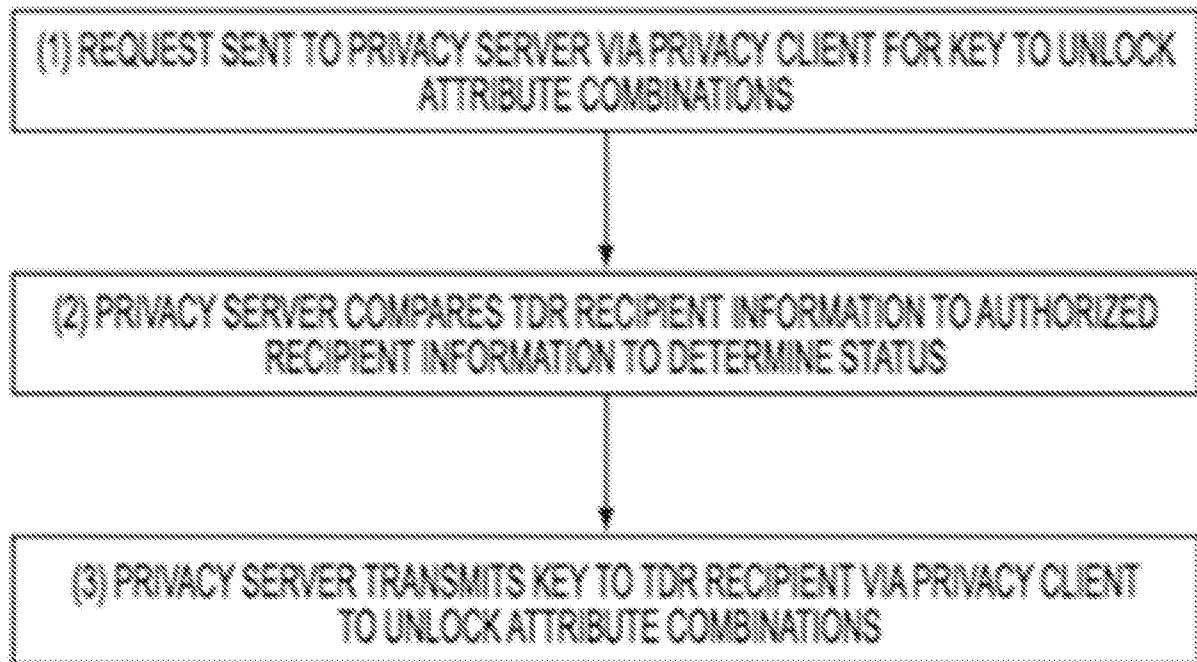 (1) REQUEST SENT TO PRIVACY SERVER VIA PRIVACY CLIENT FOR KEY TO UNLOCK
ATTRIBUTE COMBINATIONS
(2) PRIVACY SERVER COMPARES TDR RECIPIENT INFORMATION TO AUTHORIZED
RECIPIENT INFORMATION TO DETERMINE STATUS
(3) PRIVACY SERVER TRANSMITS KEY TO TDR RECIPIENT VIA PRIVACY CLIENT
TO UNLOCK ATTRIBUTE COMBINATIONS